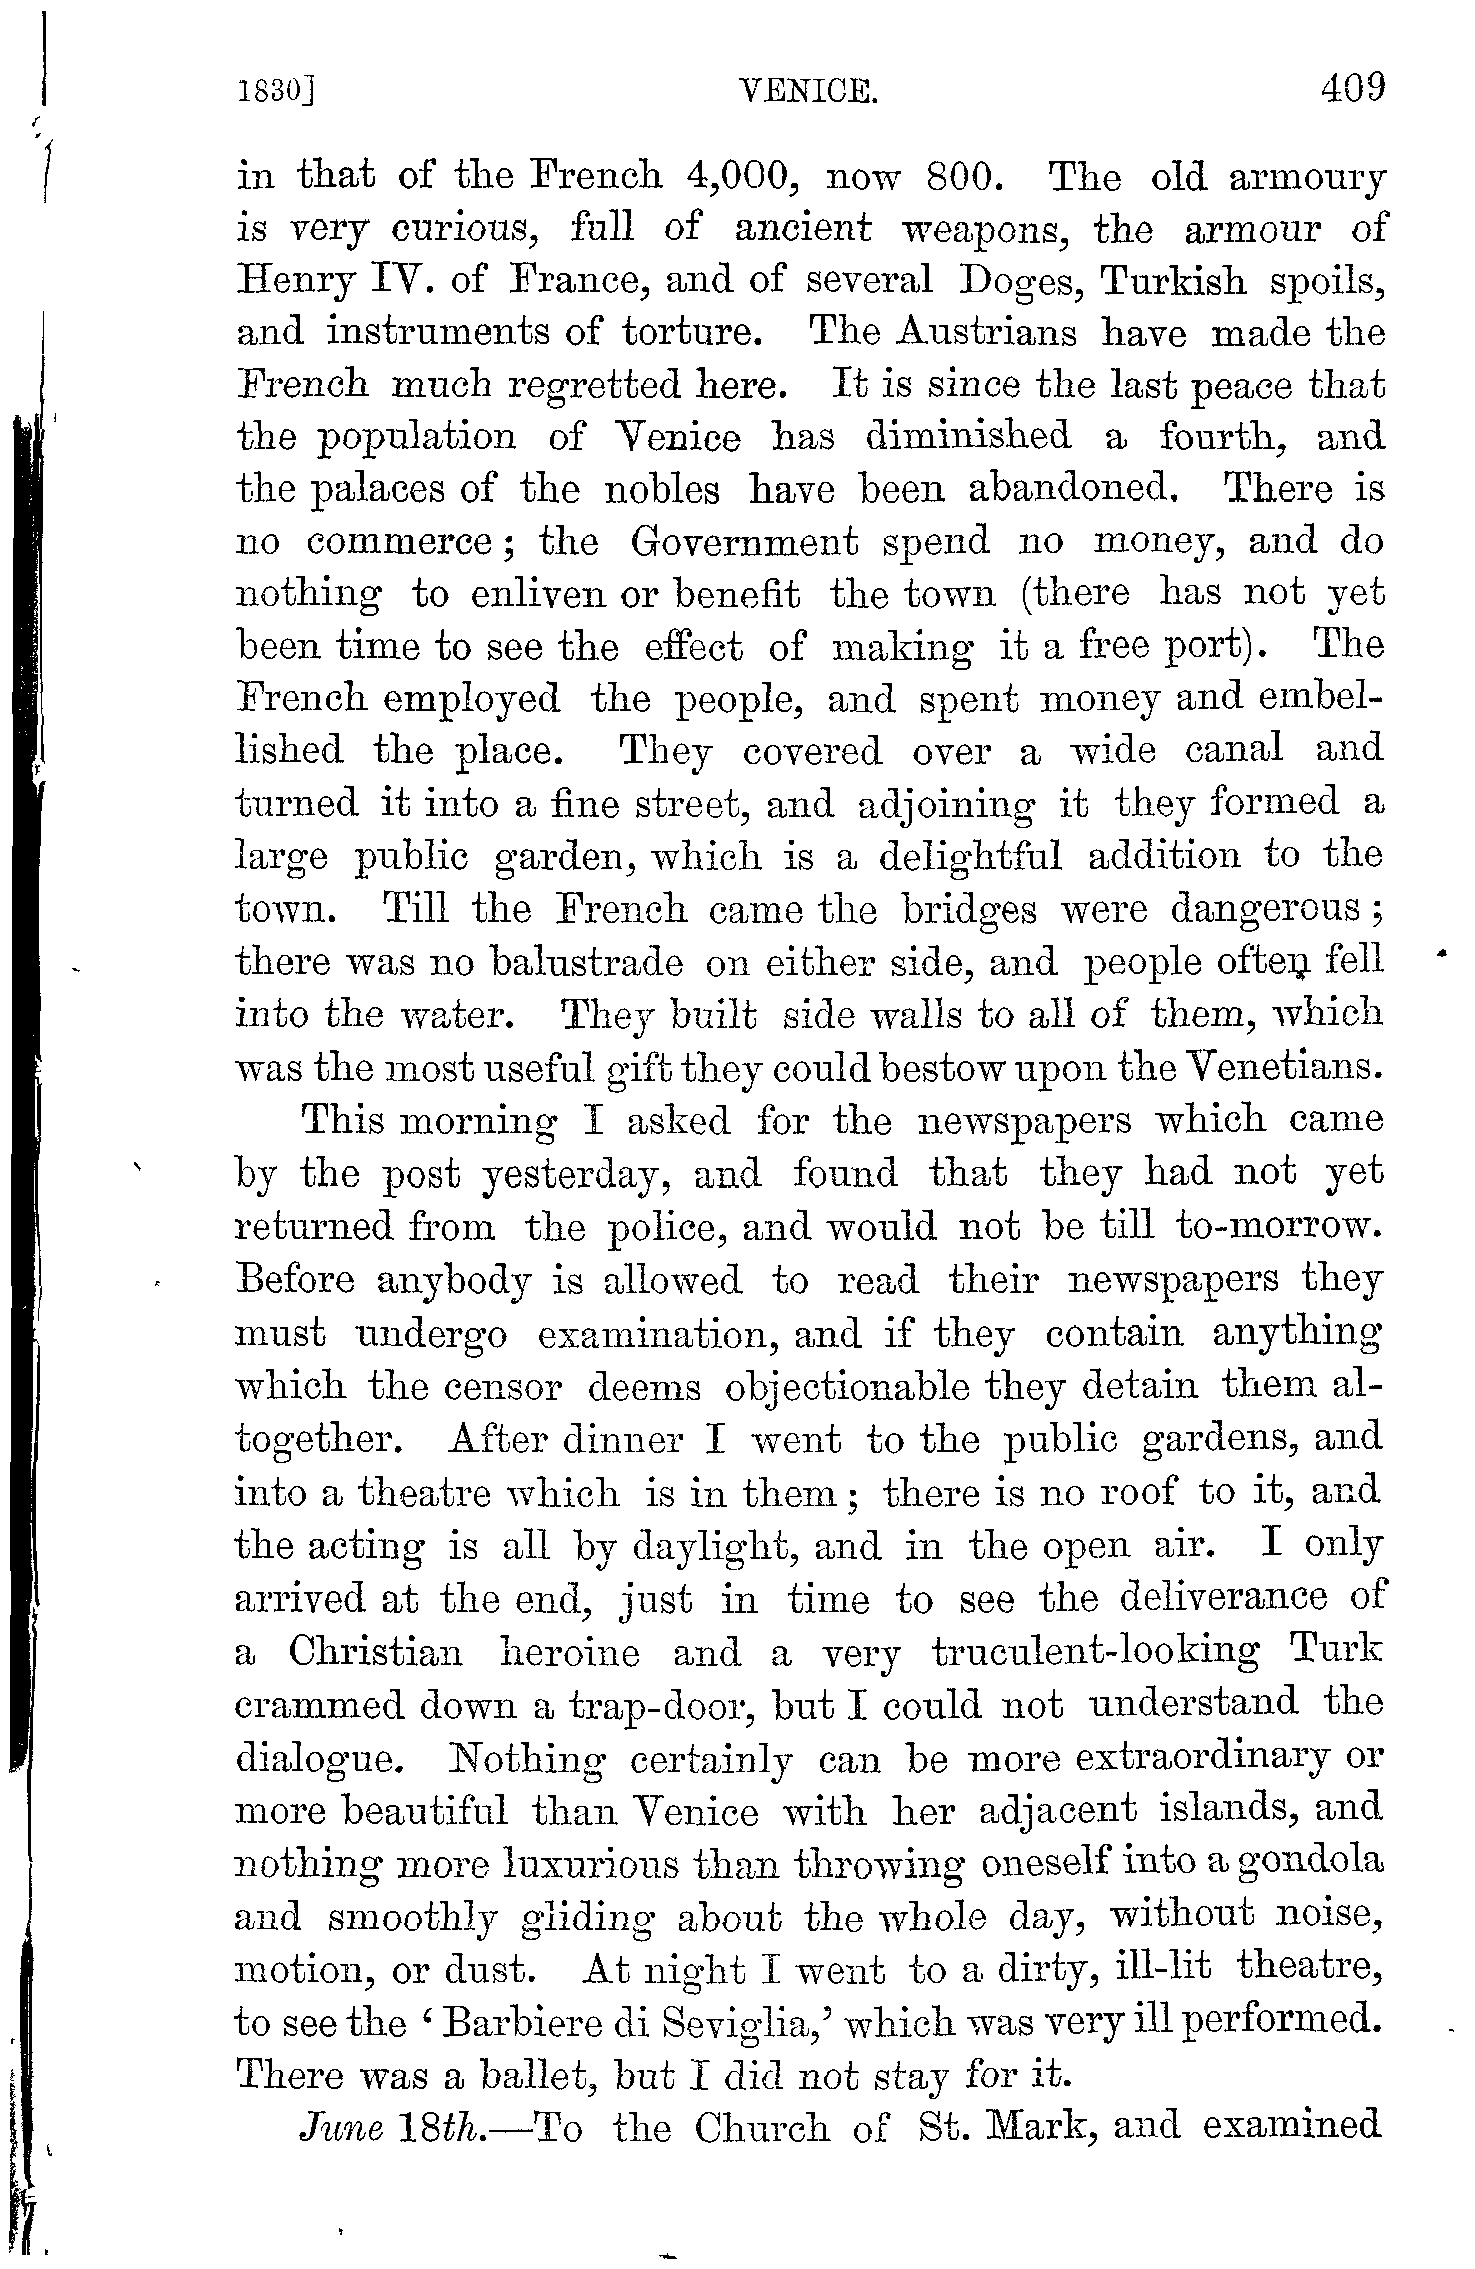 1830] VENICE. 409
in that of the French 4,000, now 800. The old armoury
is very curious, full of ancient weapons, the armour of
Henry IV. of France, and of several Doges, Turkish spoils,
and instruments of torture. The Austrians have made the
French much regretted here. It is since the last peace that
the population of Venice has diminished a fourth, and
the palaces of the nobles have been abandoned. There is
no commerce; the Government spend no money, and do
nothing to enliven or benefit the town (there has not yet
been time to see the effect of making it a free port). The
French employed the people, and spent money and embel-
lished the place. They covered over a wide canal and
turned it into a fine street, and adjoining it they formed a
large public garden, which is a delightful addition to the
town. Till the French came the bridges were dangerous;
there was no balustrade on either side, and people often fell
into the water. They built side walls to all of them, which
was the most useful gift they could bestow upon the Venetians.
This morning I asked for the newspapers which came
by the post yesterday, and found that they had not yet
returned from the police, and would not be till to-morrow.
Before anybody is allowed to read their newspapers they
must undergo examination, and if they contain anything
which the censor deems objectionable they detain them al-
together. After dinner I went to the public gardens, and
into a theatre which is in them; there is no roof to it, and
the acting is all by daylight, and in the open air. I only
arrived at the end, just in time to see the deliverance of
a Christian heroine and a very truculent-looking Turk
crammed down a trap-door, but I could not understand the
dialogue. Nothing certainly can be more extraordinary or
more beautiful than Venice with her adjacent islands, and
nothing more luxurious than throwing oneself into a gondola
and smoothly gliding about the whole day, without noise,
motion, or dust. At night I went to a dirty, ill-lit theatre,
to see the 'Barbiere di Seviglia,' which was very ill performed.
There was a ballet, but I did not stay for it.
June 18th.—To the Church of St. Mark, and examined